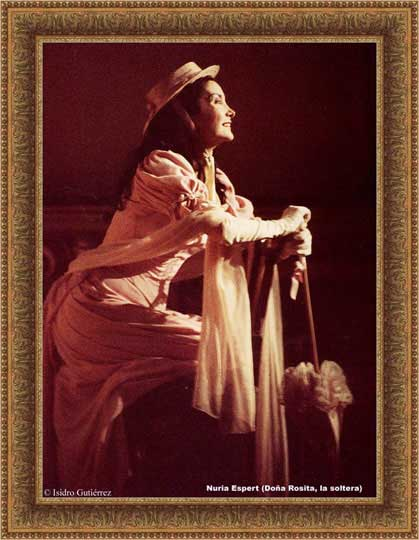 Nuria Espert (Doña Rosita, la soltera)
© Isidro Gutiérrez